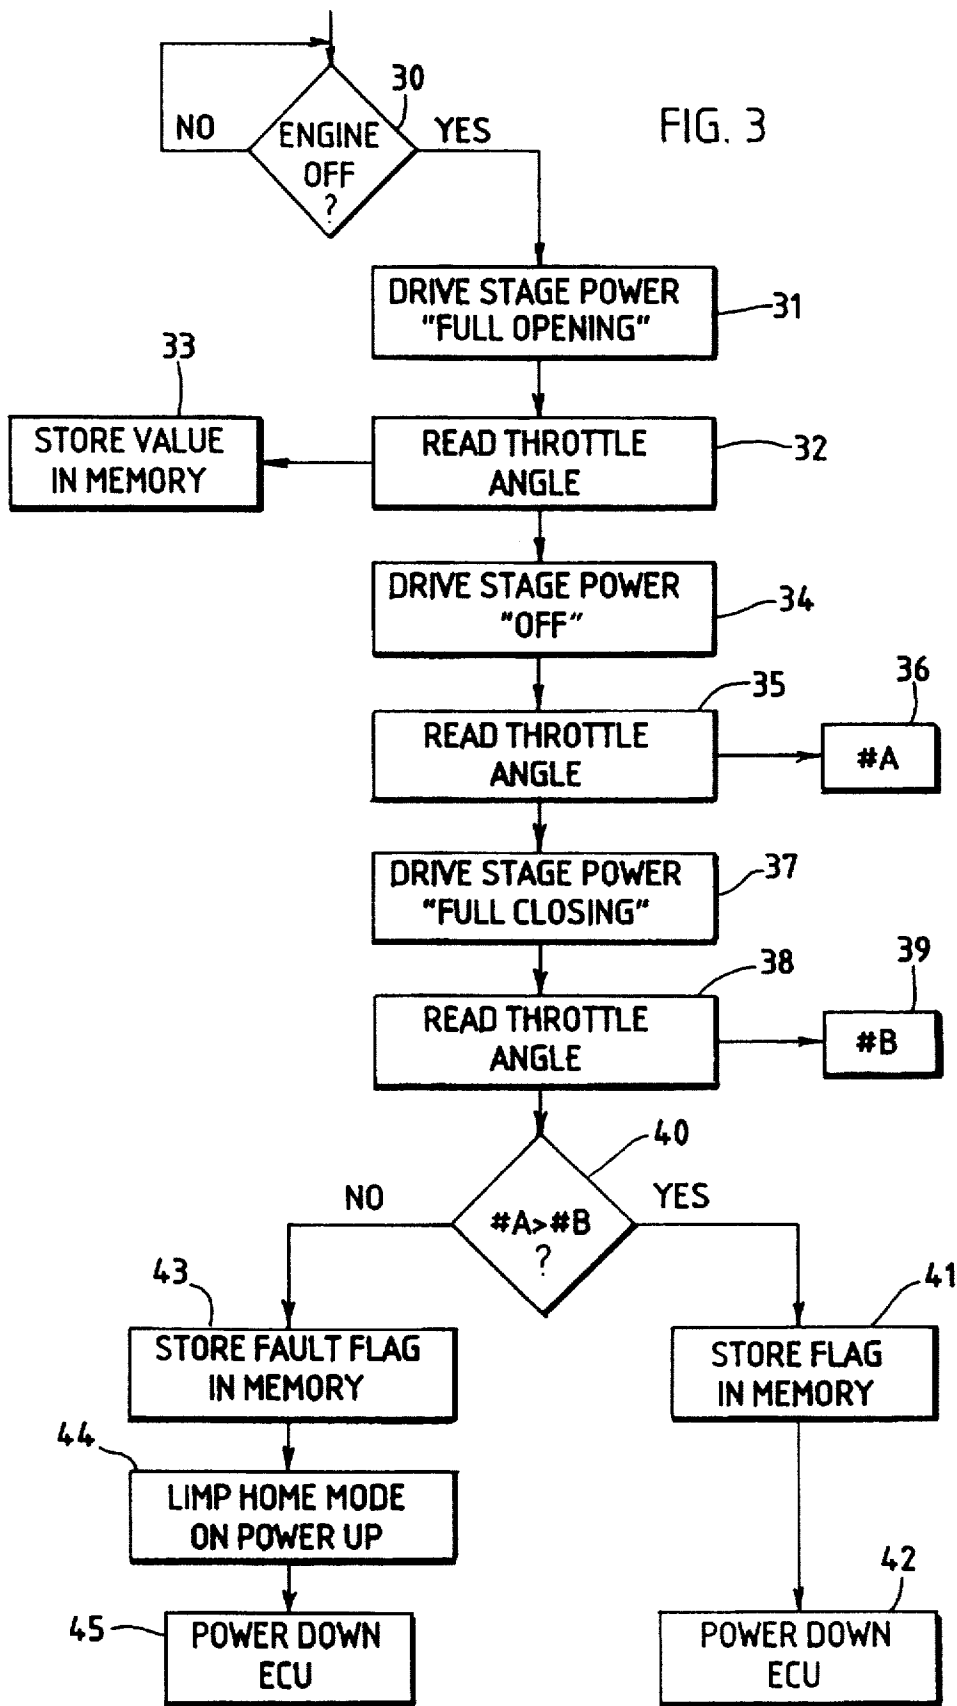 FIG. 3
30
NO
YES
ENGINE
OFF
?
DRIVE STAGE POWER
"FULL OPENING"
31
33
STORE VALUE
IN MEMORY
READ THROTTLE
ANGLE
32
DRIVE STAGE POWER
"OFF"
34
35
READ THROTTLE
ANGLE
36
#A
DRIVE STAGE POWER
"FULL CLOSING"
37
38
READ THROTTLE
ANGLE
39
#B
40
NO
YES
#A>#B
?
43
STORE FAULT FLAG
IN MEMORY
41
STORE FLAG
IN MEMORY
44
LIMP HOME MODE
ON POWER UP
45
POWER DOWN
ECU
42
POWER DOWN
ECU